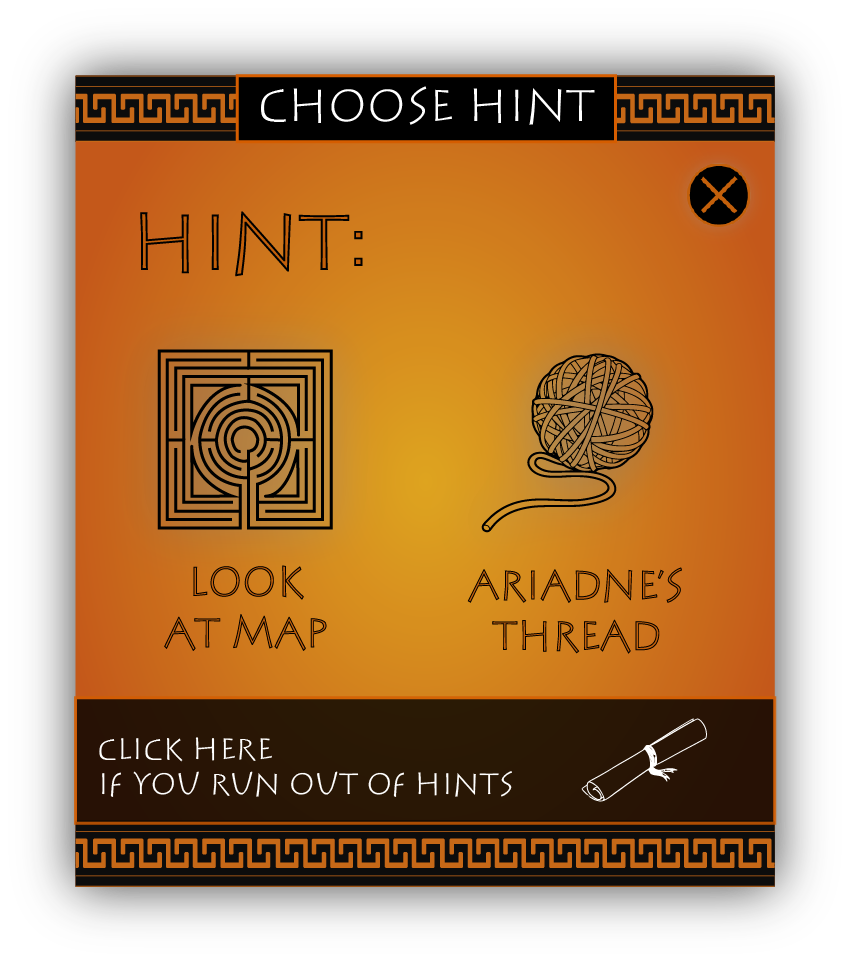 CHOOSE HINT
HINT:
LOOK
AT MAP
ARIADNE'S
THREAD
CLICK HERE
IF YOU RUN OUT OF HINTS